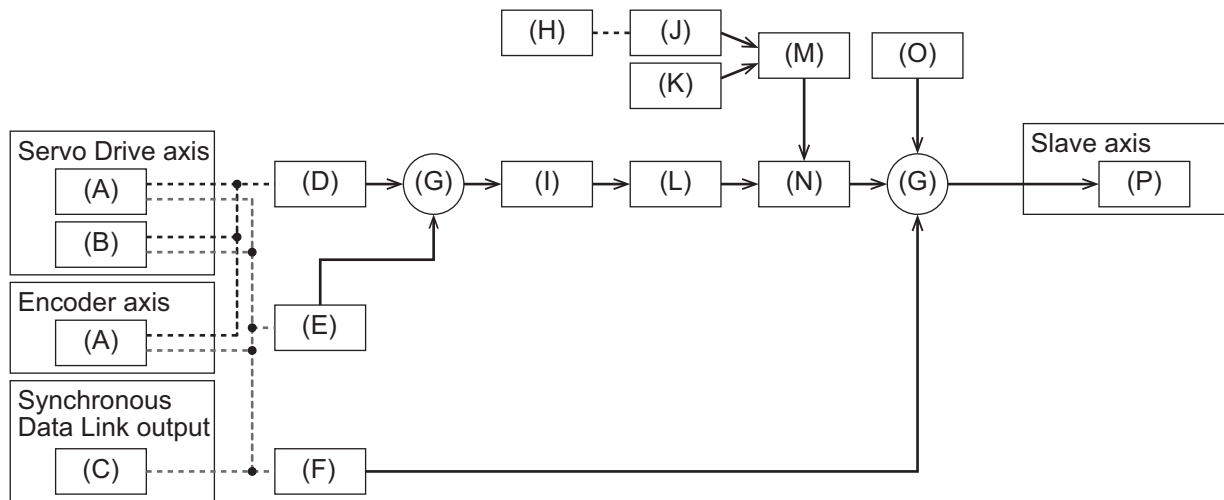 (H)
(J)
(M)
(O)
(K)
Servo Drive axis
(A)
(B)
(D)
(G)
(I)
(L)
(N)
(G)
Slave axis
(P)
Encoder axis
(A)
(E)
Synchronous
Data Link output
(C)
(F)